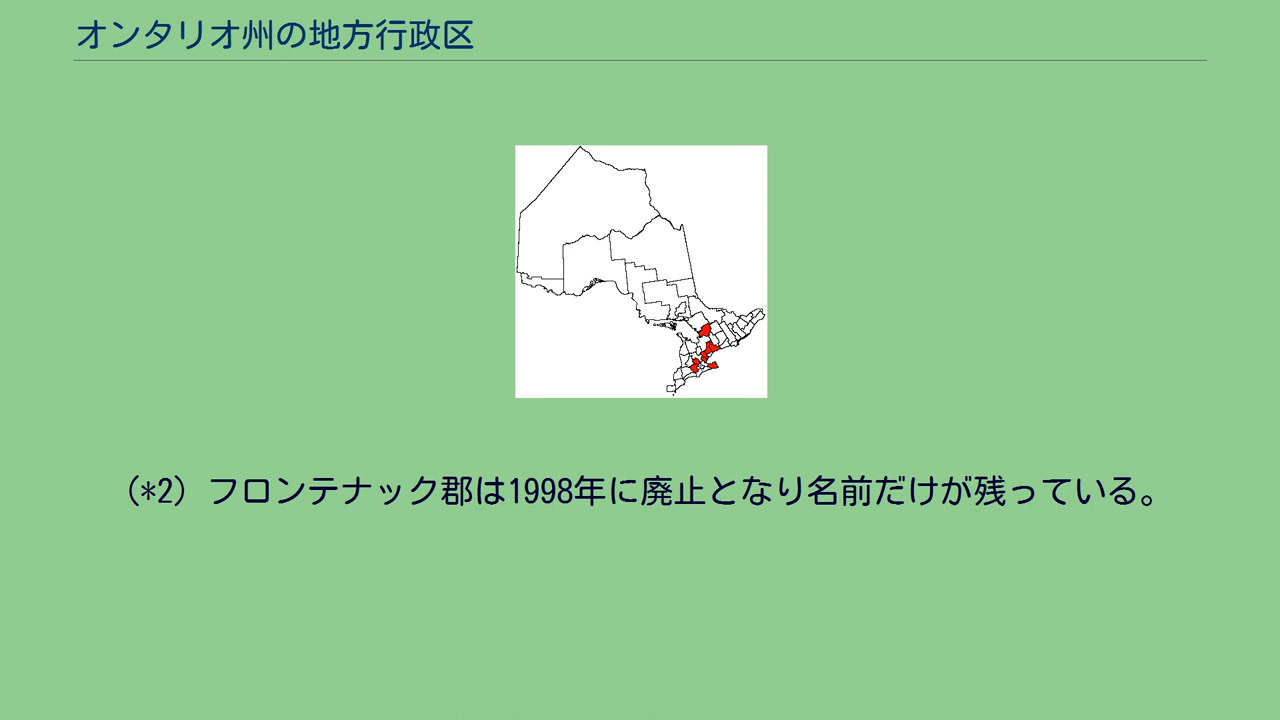 オンタリオ州の地方行政区
（*2）フロンテナック郡は1998年に廃止となり名前だけが残っている。